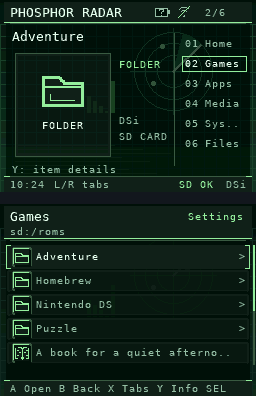 PHOSPHOR RADAR ? 2/6
Adventure
FOLDER
FOLDER
DSi
SD CARD
01 Home
02 Games
03 Apps
04 Media
05 Sys..
06 Files
Y: item details
10:24 L/R tabs SD OK DSi
Games Settings
sd:/roms
Adventure >
Homebrew >
Nintendo DS >
Puzzle >
A book for a quiet afterno..
A Open B Back X Tabs Y Info SEL